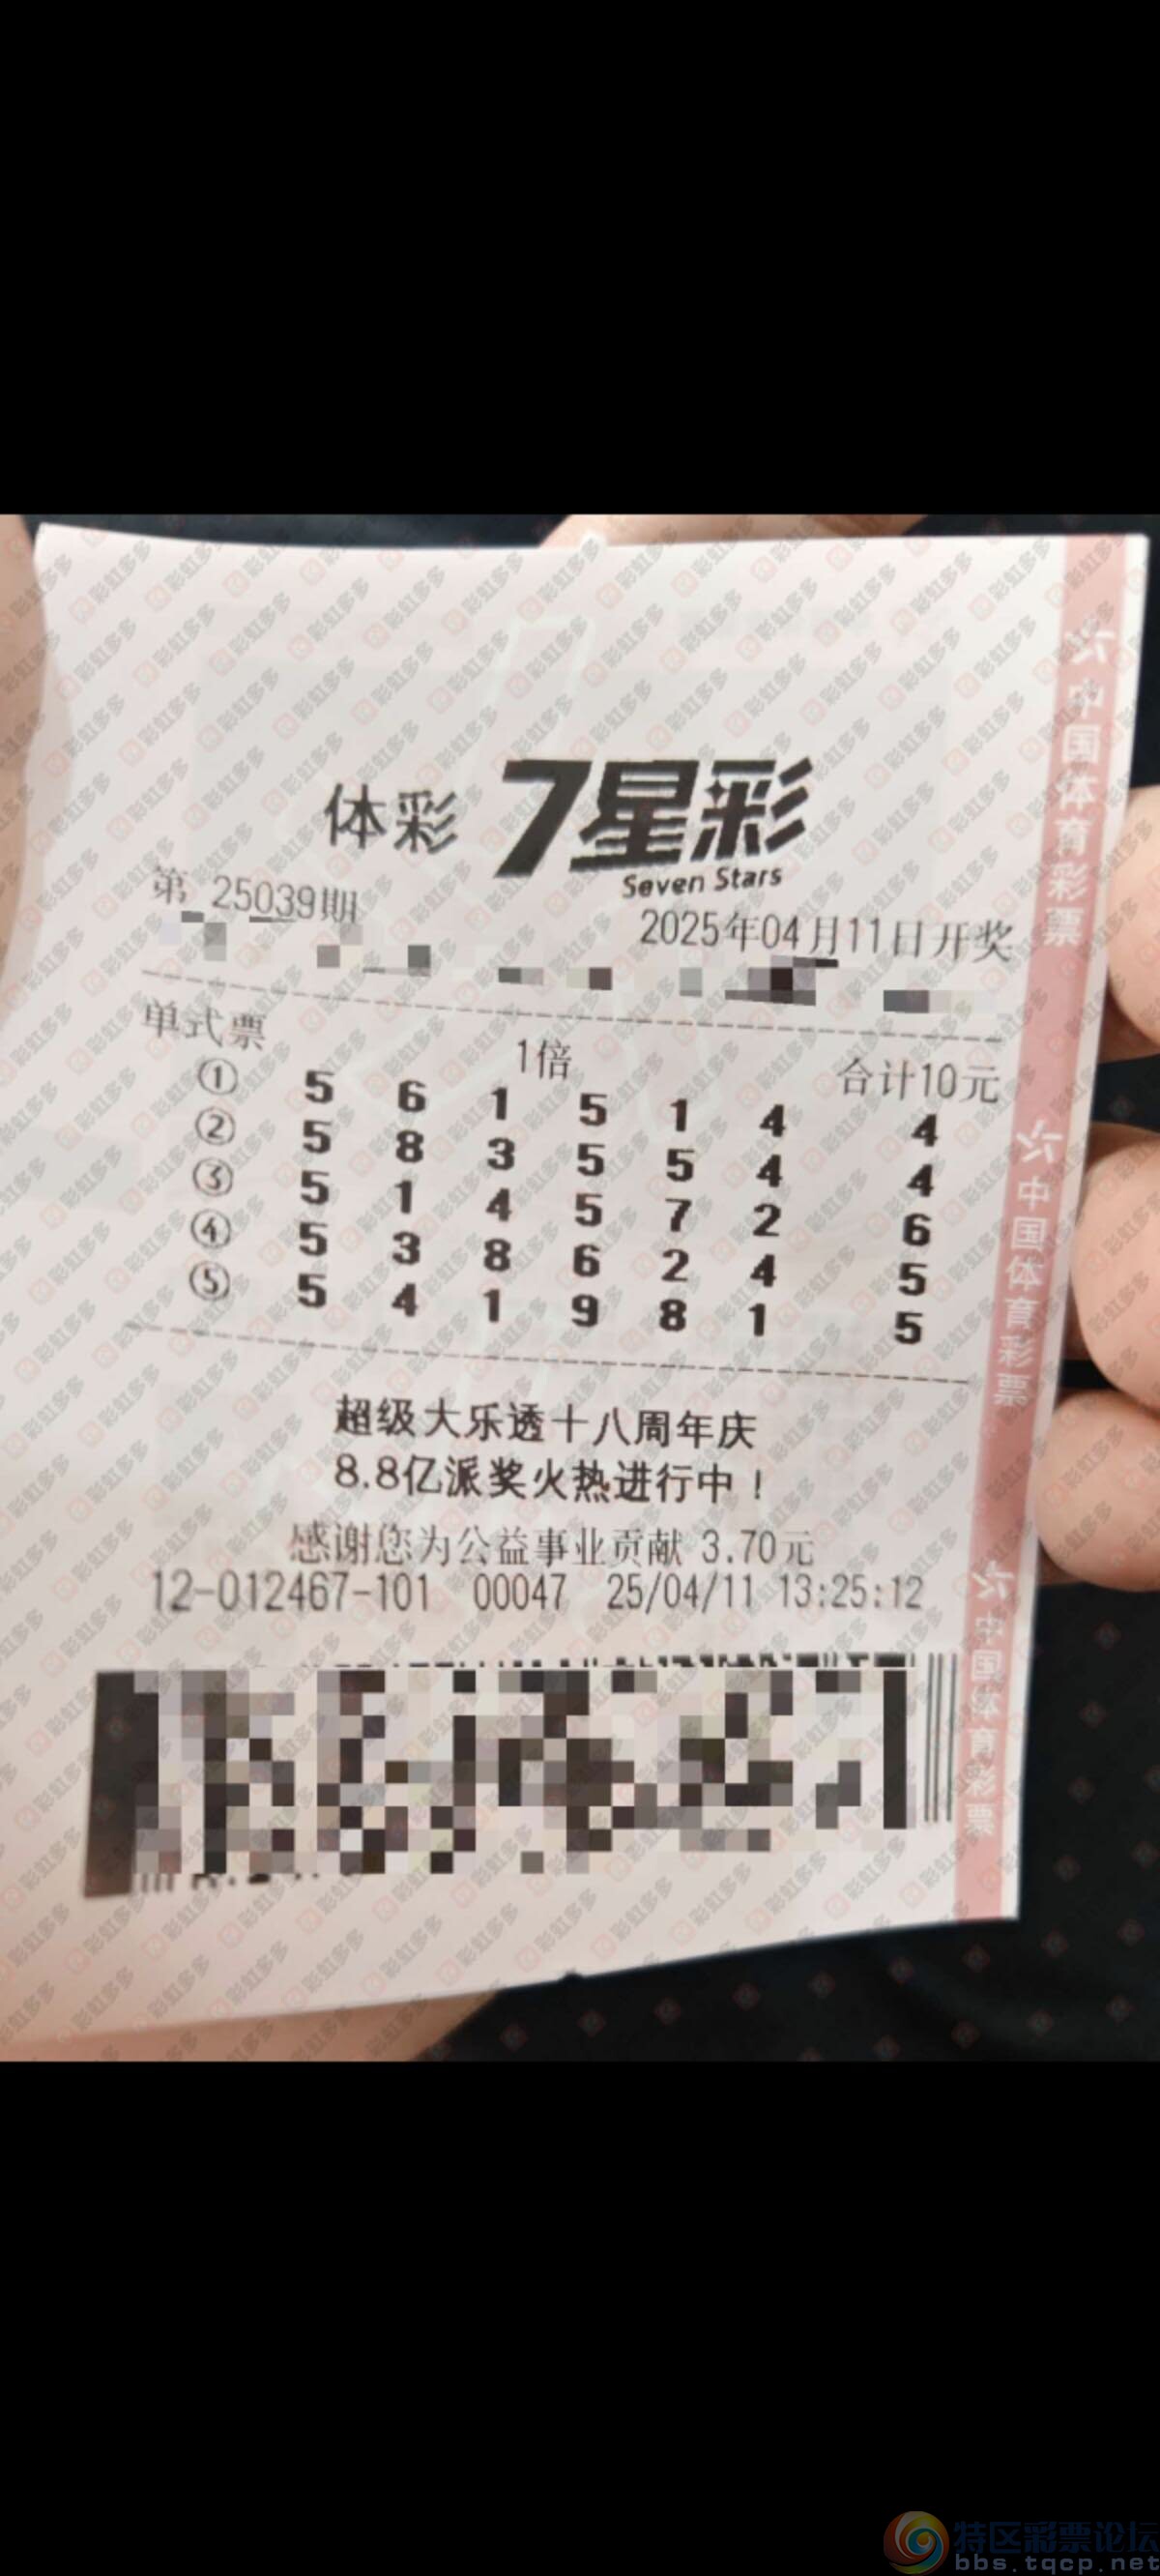 体彩 7星彩
Seven Stars
第 25039期
2025年04月11日开奖
单式票 1倍 合计10元
① 5 6 1 5 1 4 4
② 5 8 3 5 5 4 4
③ 5 1 4 5 7 2 6
④ 5 3 8 6 2 4 5
⑤ 5 4 1 9 8 1 5
超级大乐透十八周年庆
8.8亿派奖火热进行中！
感谢您为公益事业贡献 3.70元
12-012467-101 00047 25/04/11 13:25:12
中国体育彩票
中国体育彩票
中国体育彩票
彩虹多多
特区彩票论坛
bbs.tqcp.net